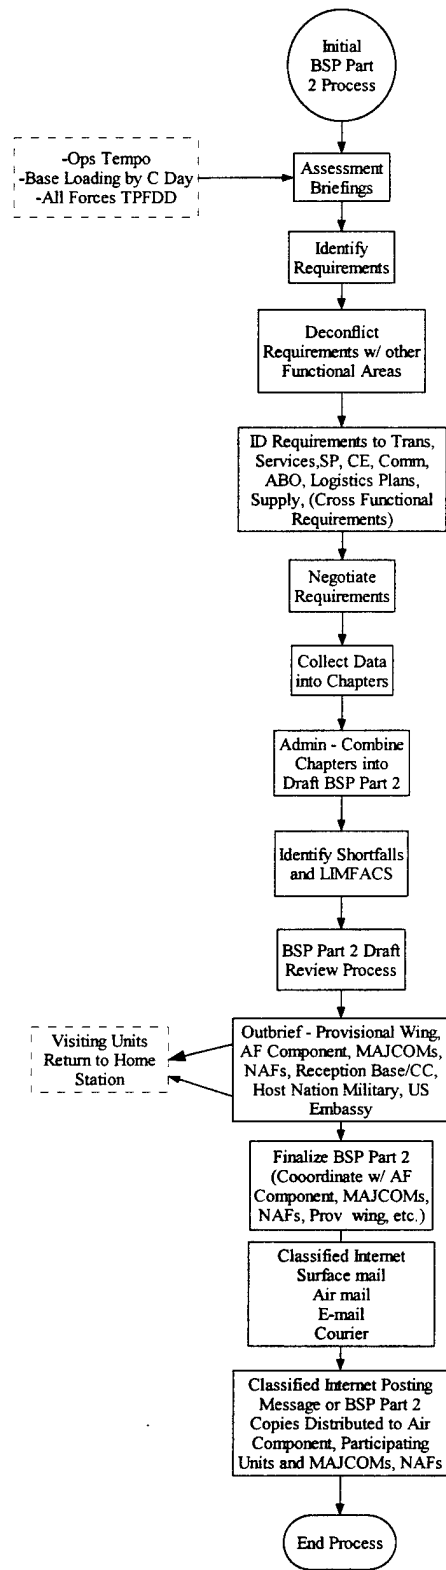 Initial
BSP Part
2 Process
-Ops Tempo
-Base Loading by C Day
-All Forces TPFDD
Assessment
Briefings
Identify
Requirements
Deconflict
Requirements w/ other
Functional Areas
ID Requirements to Trans,
Services,SP, CE, Comm,
ABO, Logistics Plans,
Supply, (Cross Functional
Requirements)
Negotiate
Requirements
Collect Data
into Chapters
Admin - Combine
Chapters into
Draft BSP Part 2
Identify Shortfalls
and LIMFACS
BSP Part 2 Draft
Review Process
Visiting Units
Return to Home
Station
Outbrief - Provisional Wing,
AF Component, MAJCOMs,
NAFs, Reception Base/CC,
Host Nation Military, US
Embassy
Finalize BSP Part 2
(Cooordinate w/ AF
Component, MAJCOMs,
NAFs, Prov wing, etc.)
Classified Internet
Surface mail
Air mail
E-mail
Courier
Classified Internet Posting
Message or BSP Part 2
Copies Distributed to Air
Component, Participating
Units and MAJCOMs, NAFs
End Process